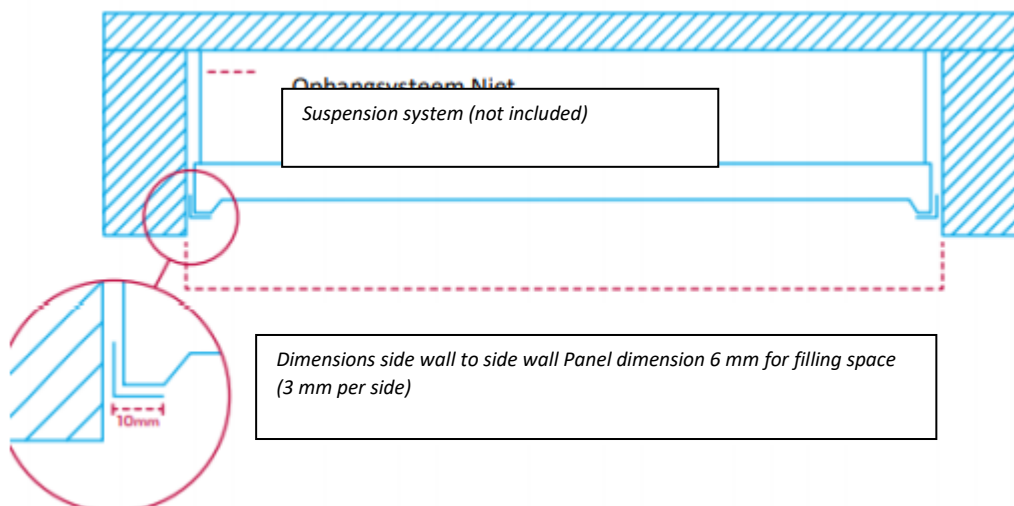 Ophangsysteem Niet
Suspension system (not included)
Dimensions side wall to side wall Panel dimension 6 mm for filling space
(3 mm per side)
10mm